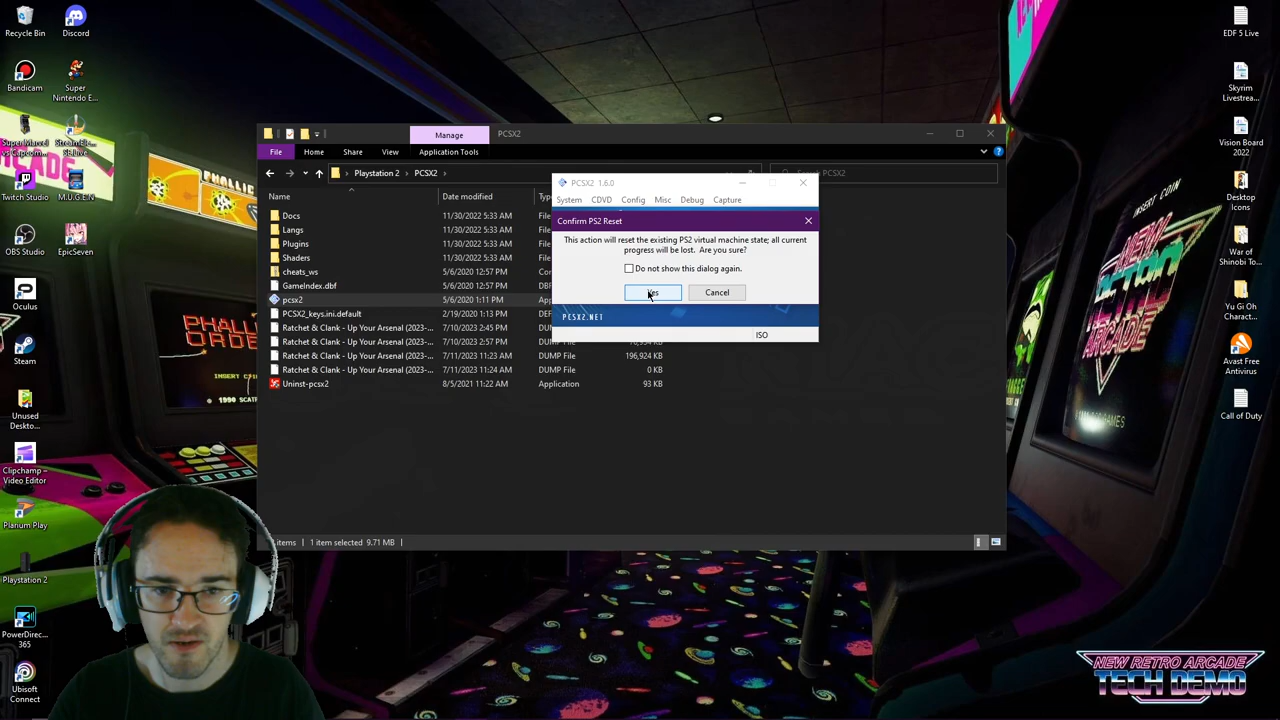 Recycle Bin
Discord
Bandicam
Super
Nintendo E...
Twitch Studio
M.U.G.E.N
OBS Studio
EpicSeven
Oculus
Steam
Unused
Deskto...
Clipchamp –
Video Editor
Planum Play
Playstation 2
PowerDirec...
365
Ubisoft
Connect
Manage
PCSX2
File
Home
Share
View
Application Tools
Playstation 2 > PCSX2 >
Search PCSX2
Name
Date modified
Docs 11/30/2022 5:33 AM
Langs 11/30/2022 5:33 AM
Plugins 11/30/2022 5:33 AM
Shaders 11/30/2022 5:33 AM
cheats_ws 5/6/2020 12:57 PM
GameIndex.dbf 5/6/2020 12:57 PM
pcsx2 5/6/2020 1:11 PM
PCSX2_keys.ini.default 2/19/2020 1:13 PM
Ratchet & Clank - Up Your Arsenal (2023-... 7/10/2023 2:45 PM
Ratchet & Clank - Up Your Arsenal (2023-... 7/10/2023 2:57 PM
Ratchet & Clank - Up Your Arsenal (2023-... 7/11/2023 11:23 AM DUMP File 196,924 KB
Ratchet & Clank - Up Your Arsenal (2023-... 7/11/2023 11:24 AM DUMP File 0 KB
Uninst-pcsx2 8/5/2021 11:22 AM Application 93 KB
items
1 item selected 9.71 MB
PCSX2 1.6.0
System CDVD Config Misc Debug Capture
Confirm PS2 Reset
This action will reset the existing PS2 virtual machine state; all current
progress will be lost. Are you sure?
Do not show this dialog again.
Yes
Cancel
PCSX2.NET
ISO
EDF 5 Live
Skyrim
Livestrea...
Vision Board
2022
Desktop
Icons
War of
Shinobi To...
Yu Gi Oh
Charact...
Avast Free
Antivirus
Call of Duty
NEW RETRO ARCADE
TECH DEMO